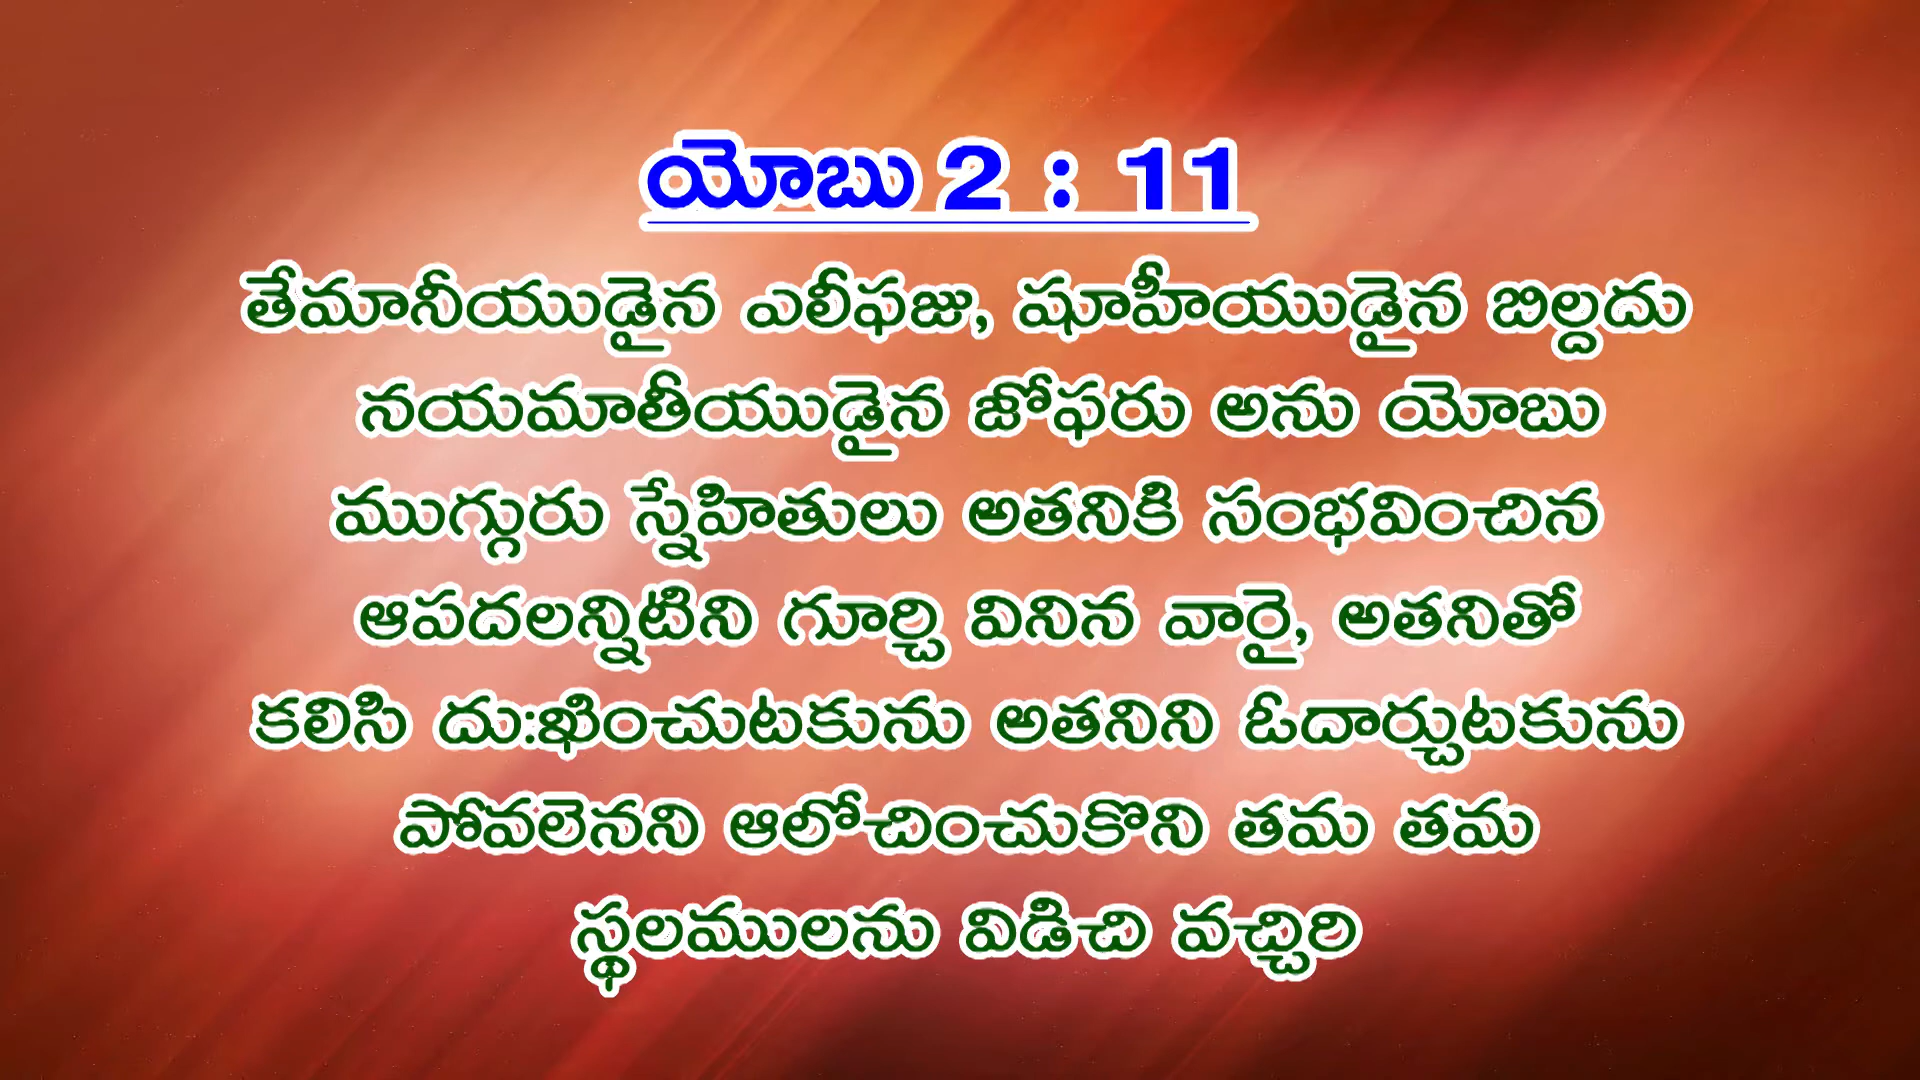 యోబు 2 : 11
తేమానీయుడైన ఎలీఫజు, షూహీయుడైన బిల్దదు
నయమాతీయుడైన జోఫరు అను యోబు
ముగ్గురు స్నేహితులు అతనికి సంభవించిన
ఆపదలన్నిటిని గూర్చి వినిన వారై, అతనితో
కలిసి దు:ఖించుటకును అతనిని ఓదార్చుటకును
పోవలెనని ఆలోచించుకొని తమ తమ
స్థలములను విడిచి వచ్చిరి